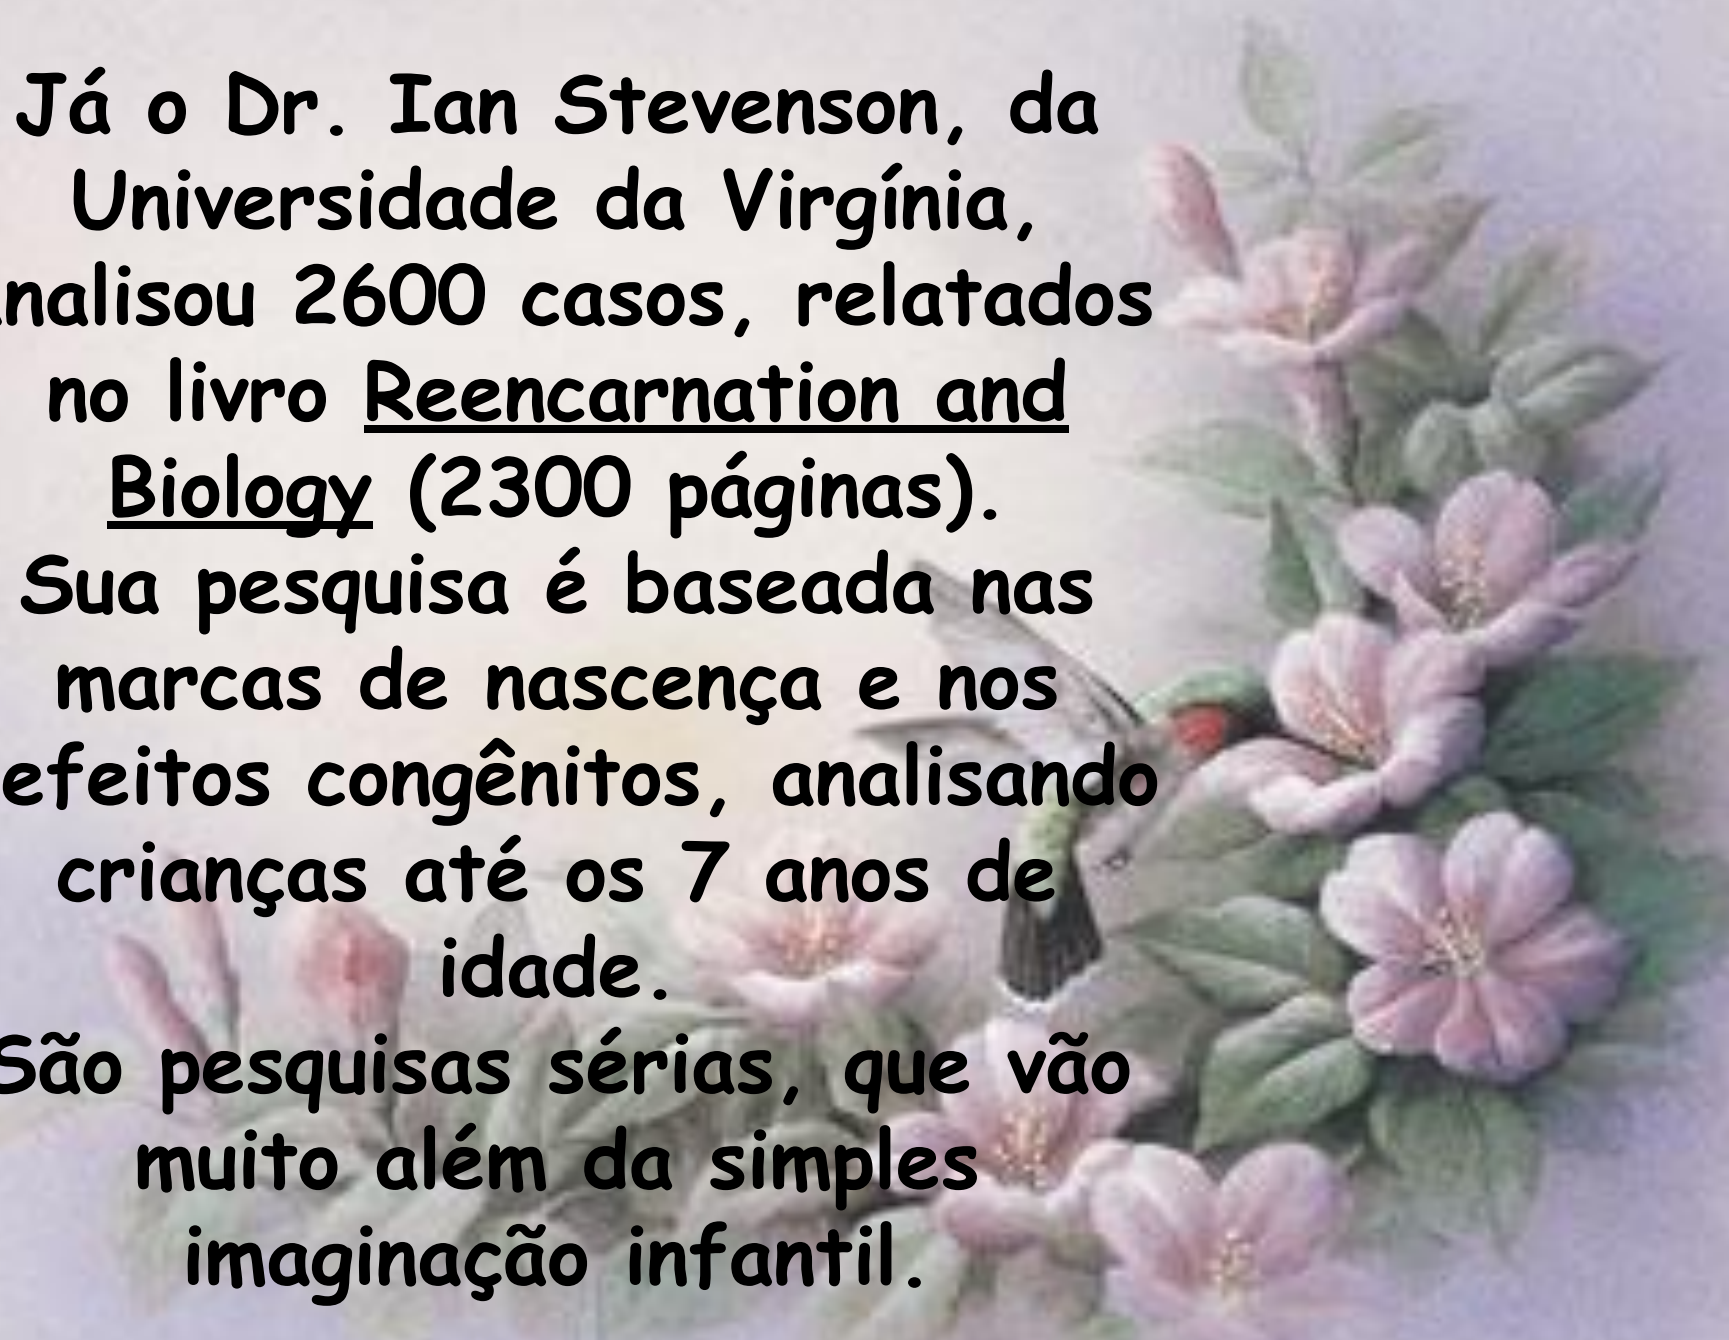 Já o Dr. Ian Stevenson, da
Universidade da Virgínia,
nalisou 2600 casos, relatados
no livro Reencarnation and
Biology (2300 páginas).
Sua pesquisa é baseada nas
marcas de nascença e nos
efeitos congênitos, analisando
crianças até os 7 anos de
idade.
São pesquisas sérias, que vão
muito além da simples
imaginação infantil.